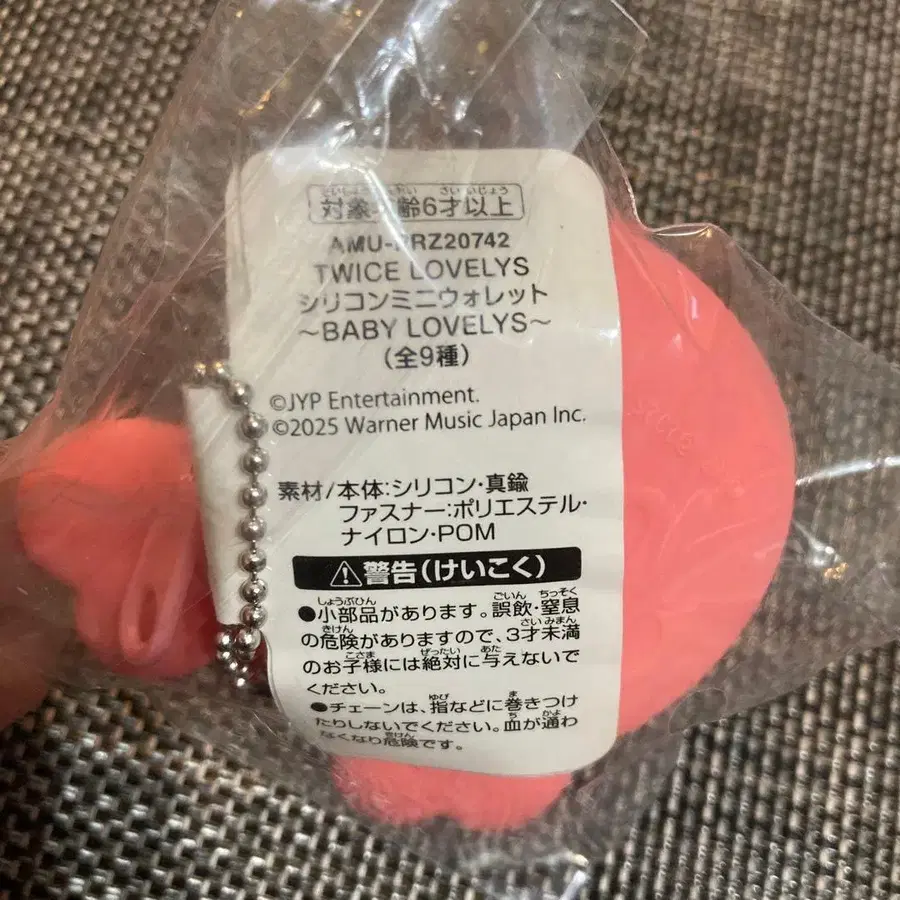 対象年齢6才以上
AMU-PRZ20742
TWICE LOVELYS
シリコンミニウォレット
～BABY LOVELYS～
(全9種)
©JYP Entertainment.
©2025 Warner Music Japan Inc.
素材/本体:シリコン・真鍮
ファスナー:ポリエステル・
ナイロン・POM
⚠警告(けいこく)
●小部品があります。誤飲・窒息
の危険がありますので、3才未満
のお子様には絶対に与えないで
ください。
●チェーンは、指などに巻きつけ
たりしないでください。血が通わ
なくなり危険です。